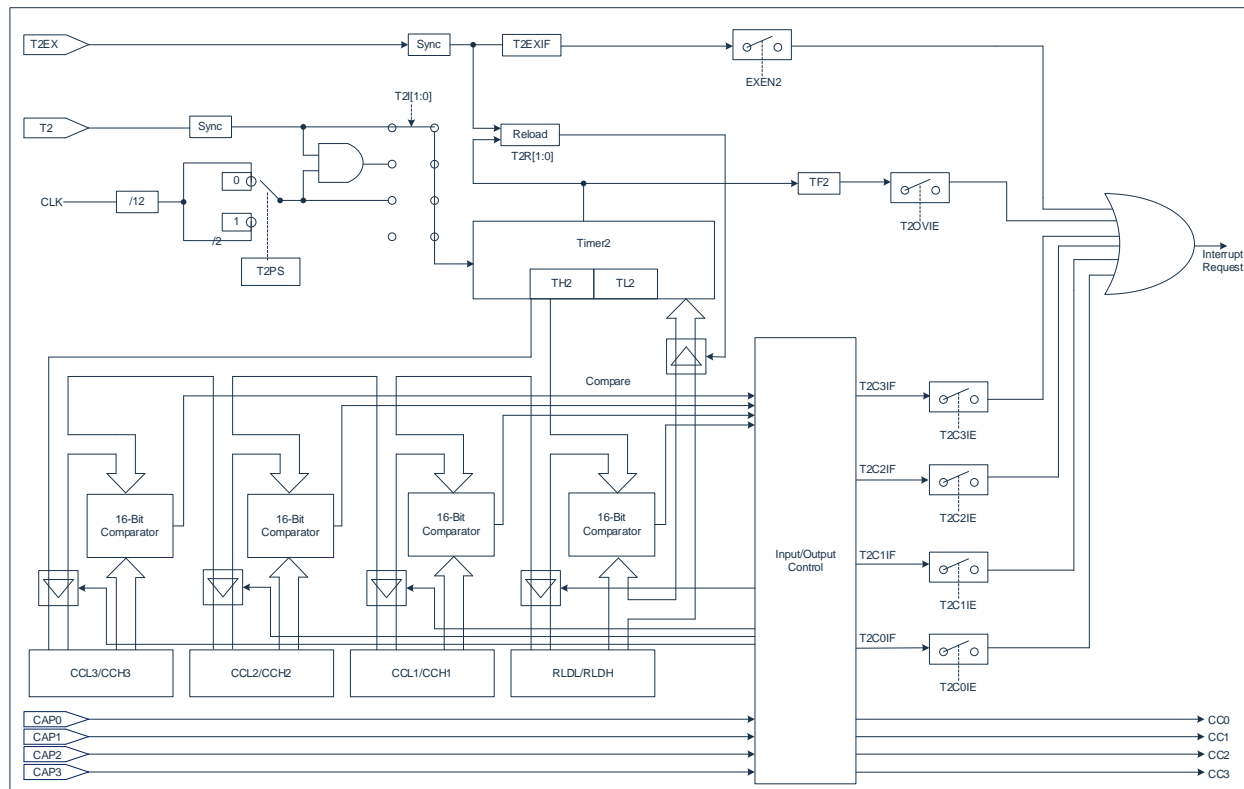 T2EX
Sync
T2EXIF
EXEN2
T2I[1:0]
T2
Sync
Reload
T2R[1:0]
0
CLK
/12
1
/2
T2PS
TF2
T2OVIE
Timer2
TH2
TL2
Interrupt
Request
Compare
T2C3IF
T2C3IE
T2C2IF
T2C2IE
16-Bit
Comparator
16-Bit
Comparator
16-Bit
Comparator
16-Bit
Comparator
Input/Output
Control
T2C1IF
T2C1IE
T2C0IF
T2C0IE
CCL3/CCH3
CCL2/CCH2
CCL1/CCH1
RLDL/RLDH
CAP0
CAP1
CAP2
CAP3
CC0
CC1
CC2
CC3